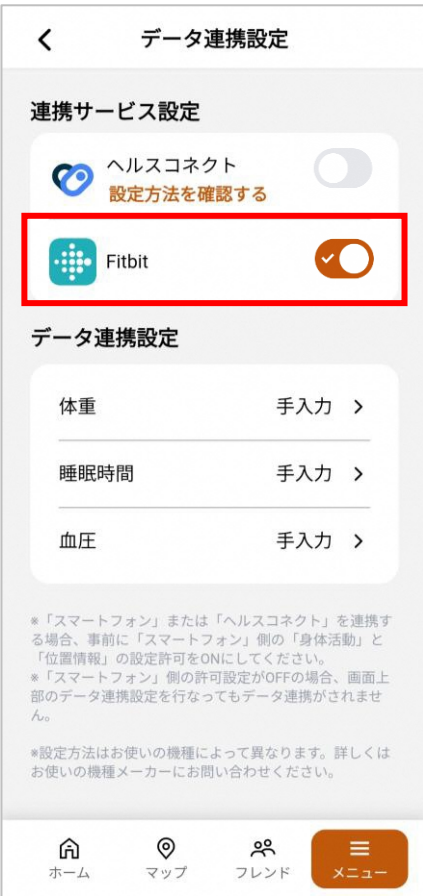 データ連携設定
連携サービス設定
ヘルスコネクト
設定方法を確認する
Fitbit
データ連携設定
体重 手入力
睡眠時間 手入力
血圧 手入力
※「スマートフォン」または「ヘルスコネクト」を連携す
る場合、事前に「スマートフォン」側の「身体活動」と
「位置情報」の設定許可をONにしてください。
※「スマートフォン」側の許可設定がOFFの場合、画面上
部のデータ連携設定を行なってもデータ連携がされませ
ん。
※設定方法はお使いの機種によって異なります。詳しくは
お使いの機種メーカーにお問い合わせください。
ホーム マップ フレンド メニュー